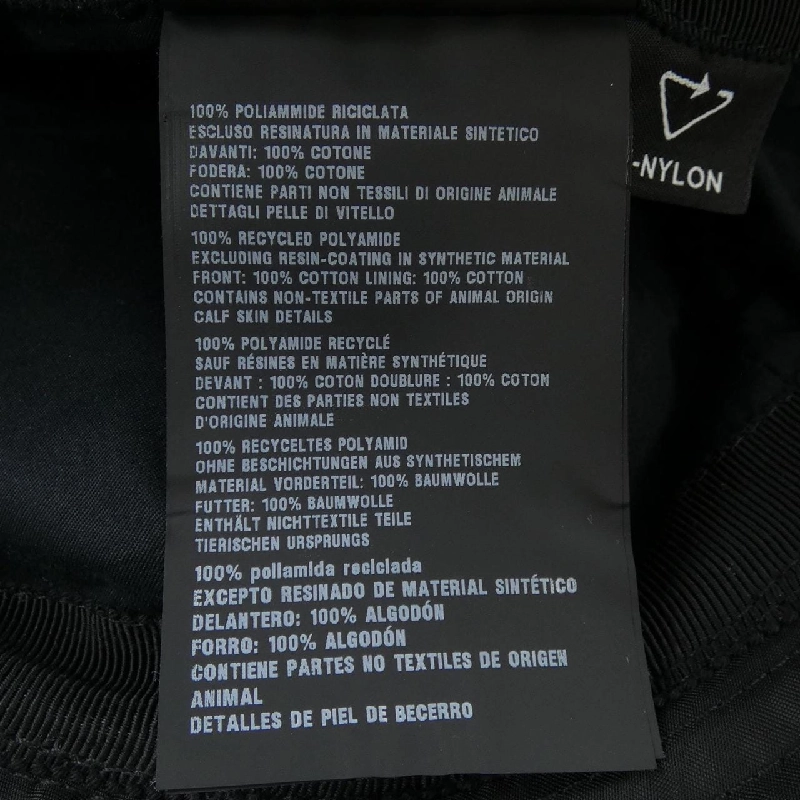 100% POLIAMMIDE RICICLATA
ESCLUSO RESINATURA IN MATERIALE SINTETICO
DAVANTI: 100% COTONE
FODERA: 100% COTONE
CONTIENE PARTI NON TESSILI DI ORIGINE ANIMALE
DETTAGLI PELLE DI VITELLO
100% RECYCLED POLYAMIDE
EXCLUDING RESIN-COATING IN SYNTHETIC MATERIAL
FRONT: 100% COTTON LINING: 100% COTTON
CONTAINS NON-TEXTILE PARTS OF ANIMAL ORIGIN
CALF SKIN DETAILS
100% POLYAMIDE RECYCLÉ
SAUF RÉSINES EN MATIÈRE SYNTHÉTIQUE
DEVANT : 100% COTON DOUBLURE : 100% COTON
CONTIENT DES PARTIES NON TEXTILES
D'ORIGINE ANIMALE
100% RECYCELTES POLYAMID
OHNE BESCHICHTUNGEN AUS SYNTHETISCHEM
MATERIAL VORDERTEIL: 100% BAUMWOLLE
FUTTER: 100% BAUMWOLLE
ENTHÄLT NICHTTEXTILE TEILE
TIERISCHEN URSPRUNGS
100% poliamida reciclada
EXCEPTO RESINADO DE MATERIAL SINTÉTICO
DELANTERO: 100% ALGODÓN
FORRO: 100% ALGODÓN
CONTIENE PARTES NO TEXTILES DE ORIGEN
ANIMAL
DETALLES DE PIEL DE BECERRO
-NYLON